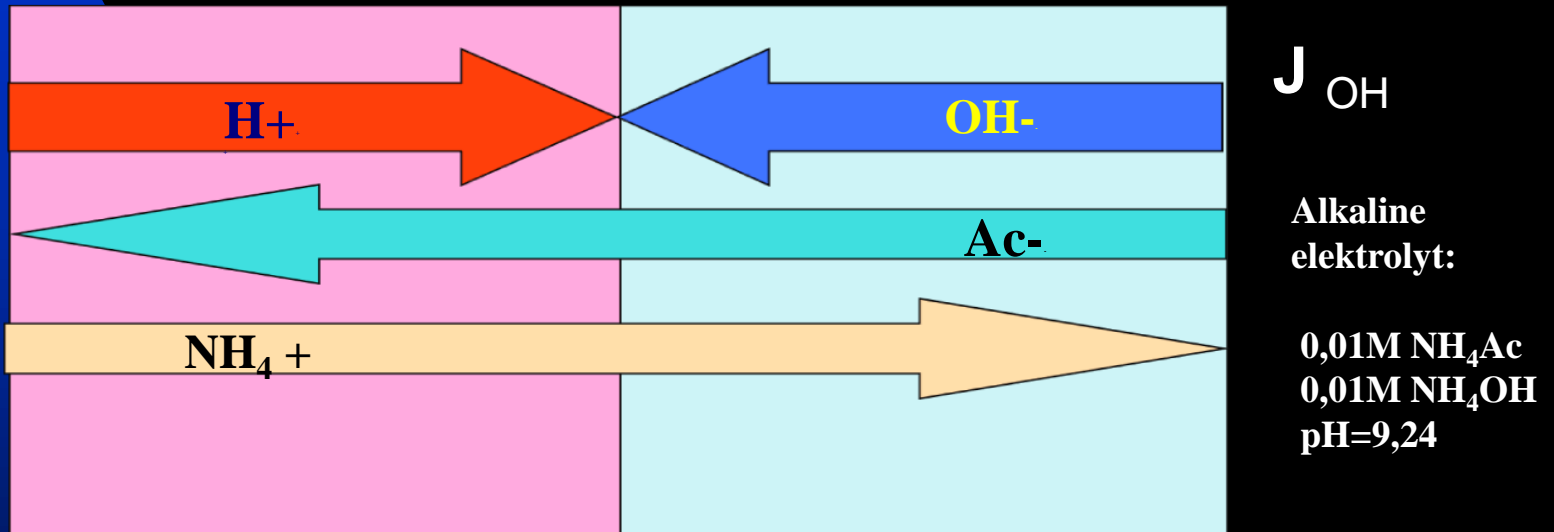 H+
OH-
J OH
Ac-
Alkaline
elektrolyt:
NH₄ +
0,01M NH₄Ac
0,01M NH₄OH
pH=9,24